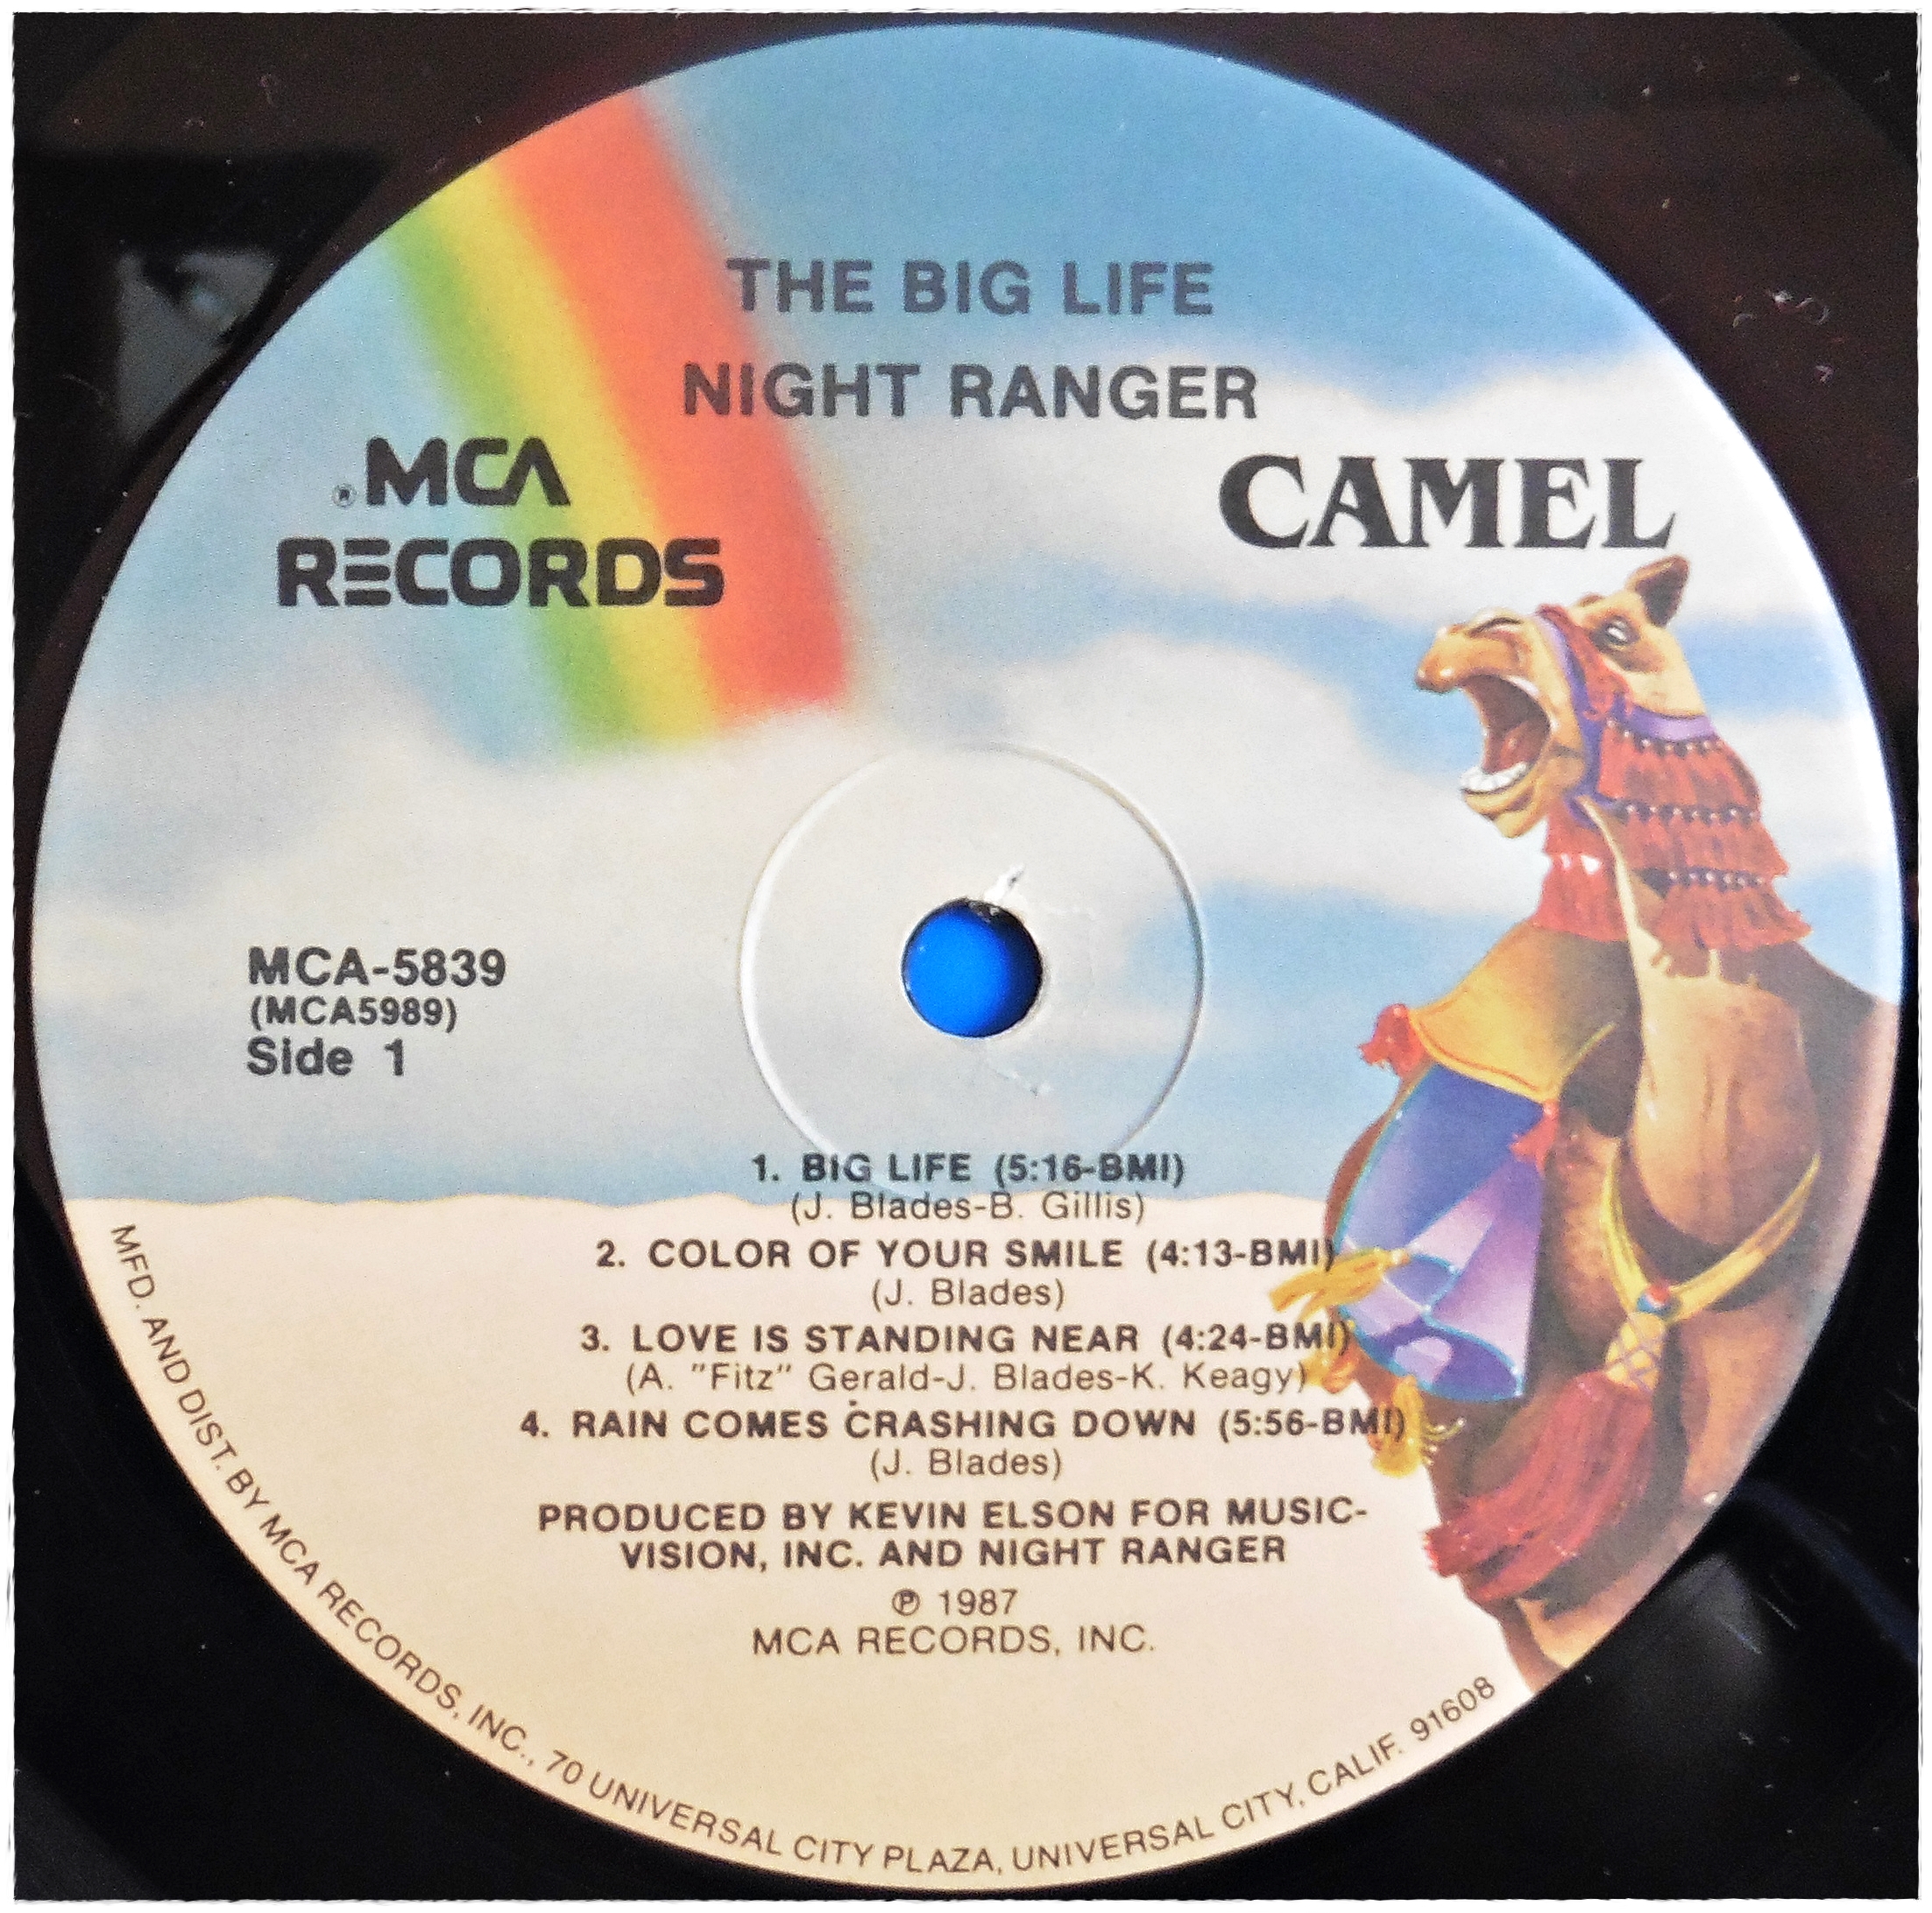 THE BIG LIFE
NIGHT RANGER
® MCA
RECORDS
CAMEL
MCA-5839
(MCA5989)
Side 1
1. BIG LIFE (5:16-BMI)
(J. Blades-B. Gillis)
2. COLOR OF YOUR SMILE (4:13-BMI)
(J. Blades)
3. LOVE IS STANDING NEAR (4:24-BMI)
(A. "Fitz" Gerald-J. Blades-K. Keagy)
4. RAIN COMES CRASHING DOWN (5:56-BMI)
(J. Blades)
PRODUCED BY KEVIN ELSON FOR MUSIC-
VISION, INC. AND NIGHT RANGER
℗ 1987
MCA RECORDS, INC.
MFD. AND DIST. BY MCA RECORDS, INC., 70 UNIVERSAL CITY PLAZA, UNIVERSAL CITY, CALIF. 91608